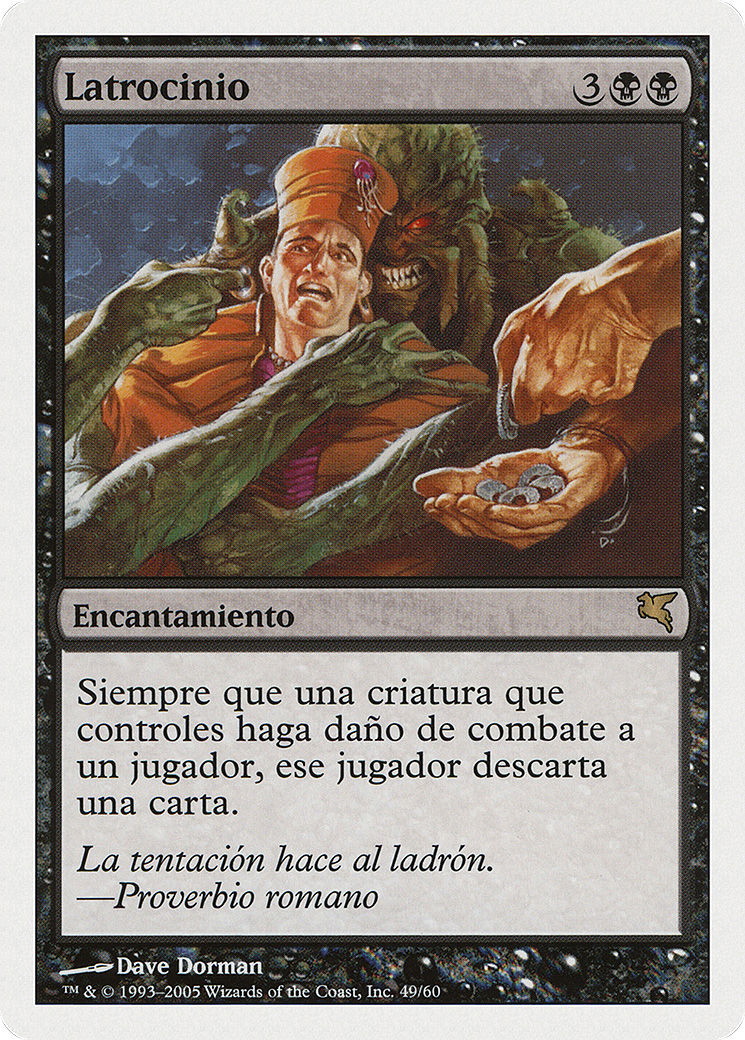 Latrocinio 3
Encantamiento
Siempre que una criatura que
controles haga daño de combate a
un jugador, ese jugador descarta
una carta.
La tentación hace al ladrón.
—Proverbio romano
Dave Dorman
™ & © 1993–2005 Wizards of the Coast, Inc. 49/60